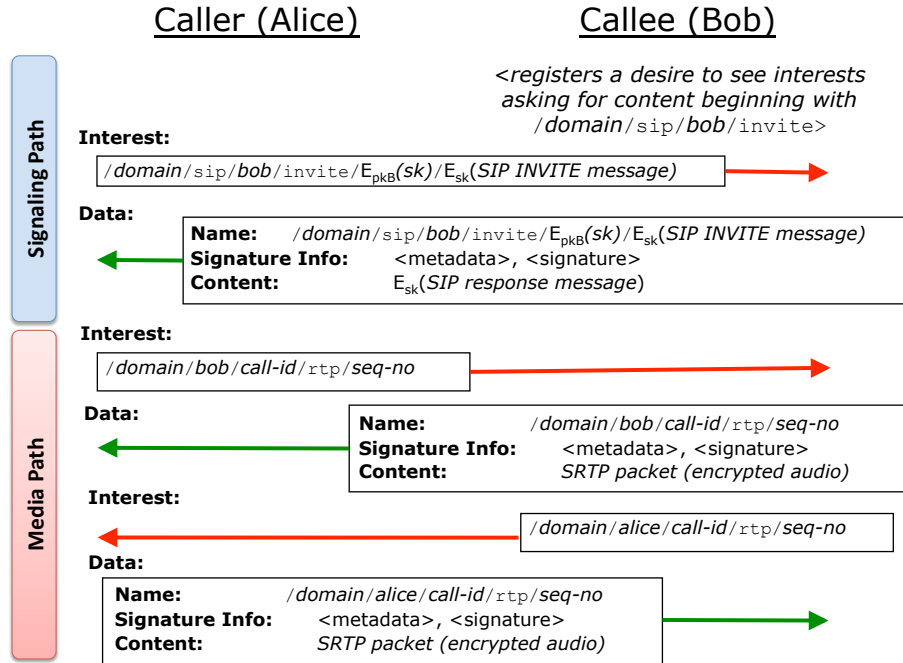 Caller (Alice)
Callee (Bob)
<registers a desire to see interests
asking for content beginning with
/domain/sip/bob/invite>
Signaling Path
Interest:
/domain/sip/bob/invite/EpkB(sk)/Esk(SIP INVITE message)
Data:
Name: /domain/sip/bob/invite/EpkB(sk)/Esk(SIP INVITE message)
Signature Info: <metadata>, <signature>
Content: Esk(SIP response message)
Media Path
Interest:
/domain/bob/call-id/rtp/seq-no
Data:
Name: /domain/bob/call-id/rtp/seq-no
Signature Info: <metadata>, <signature>
Content: SRTP packet (encrypted audio)
Interest:
/domain/alice/call-id/rtp/seq-no
Data:
Name: /domain/alice/call-id/rtp/seq-no
Signature Info: <metadata>, <signature>
Content: SRTP packet (encrypted audio)